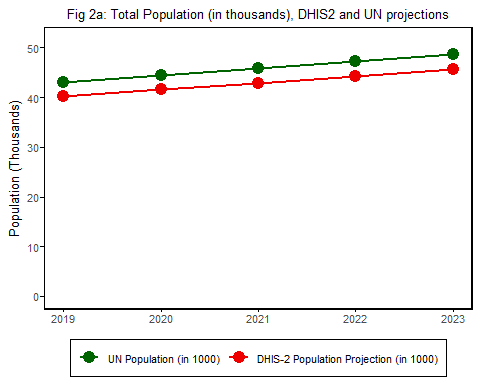 Fig 2a: Total Population (in thousands), DHIS2 and UN projections
Population (Thousands)
50
40
30
20
10
0
2019 2020 2021 2022 2023
UN Population (in 1000) DHIS-2 Population Projection (in 1000)